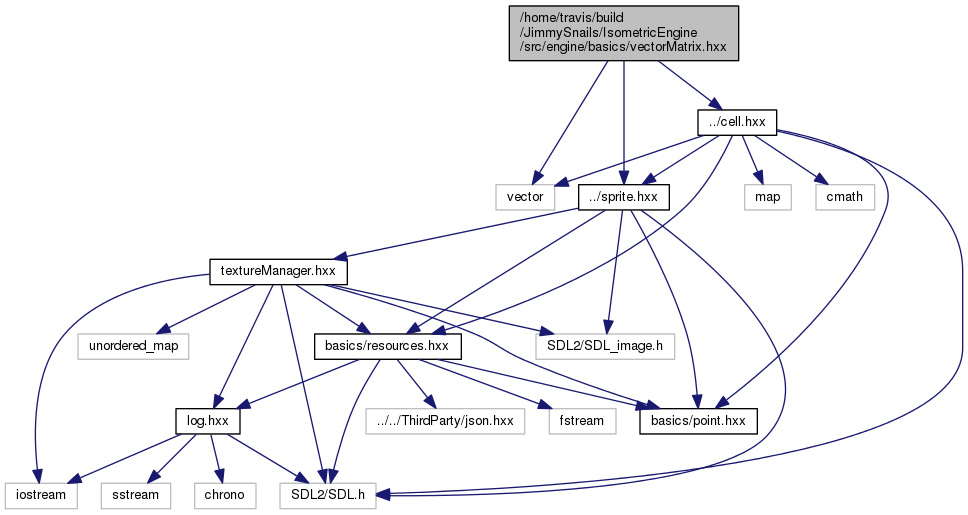 /home/travis/build
/JimmySnails/IsometricEngine
/src/engine/basics/vectorMatrix.hxx
../cell.hxx
vector
../sprite.hxx
map
cmath
textureManager.hxx
unordered_map
basics/resources.hxx
SDL2/SDL_image.h
log.hxx
../../ThirdParty/json.hxx
fstream
basics/point.hxx
iostream
sstream
chrono
SDL2/SDL.h